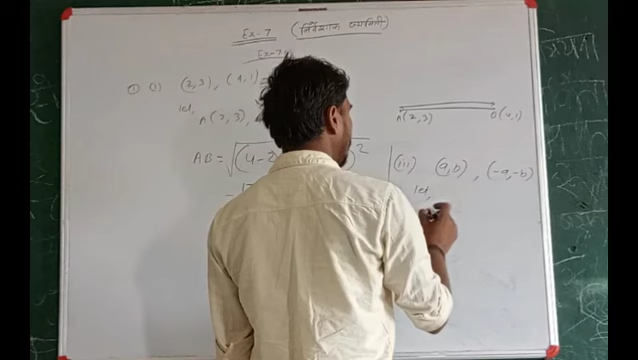 Ex-7 (निर्देशांक ज्यामिती)
Ex-7
① (i) (2,3), (4,1)
let,
A(2,3),
A(2,3) B(4,1)
AB = √(4-2 )²
(iii) (a,b), (-a,-b)
let,